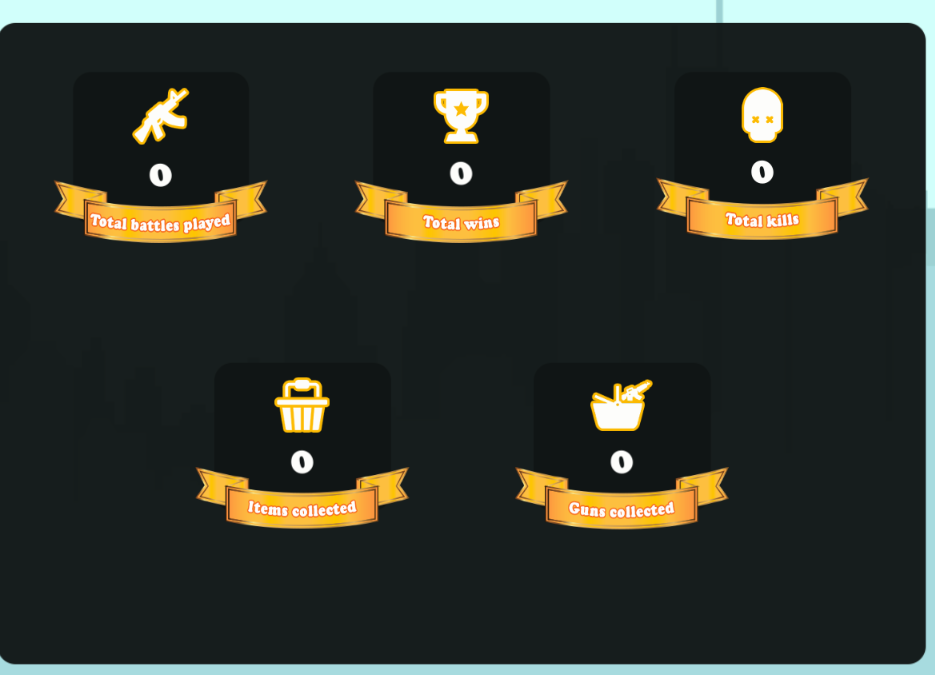 0
Total battles played
0
Total wins
0
Total kills
0
Items collected
0
Guns collected